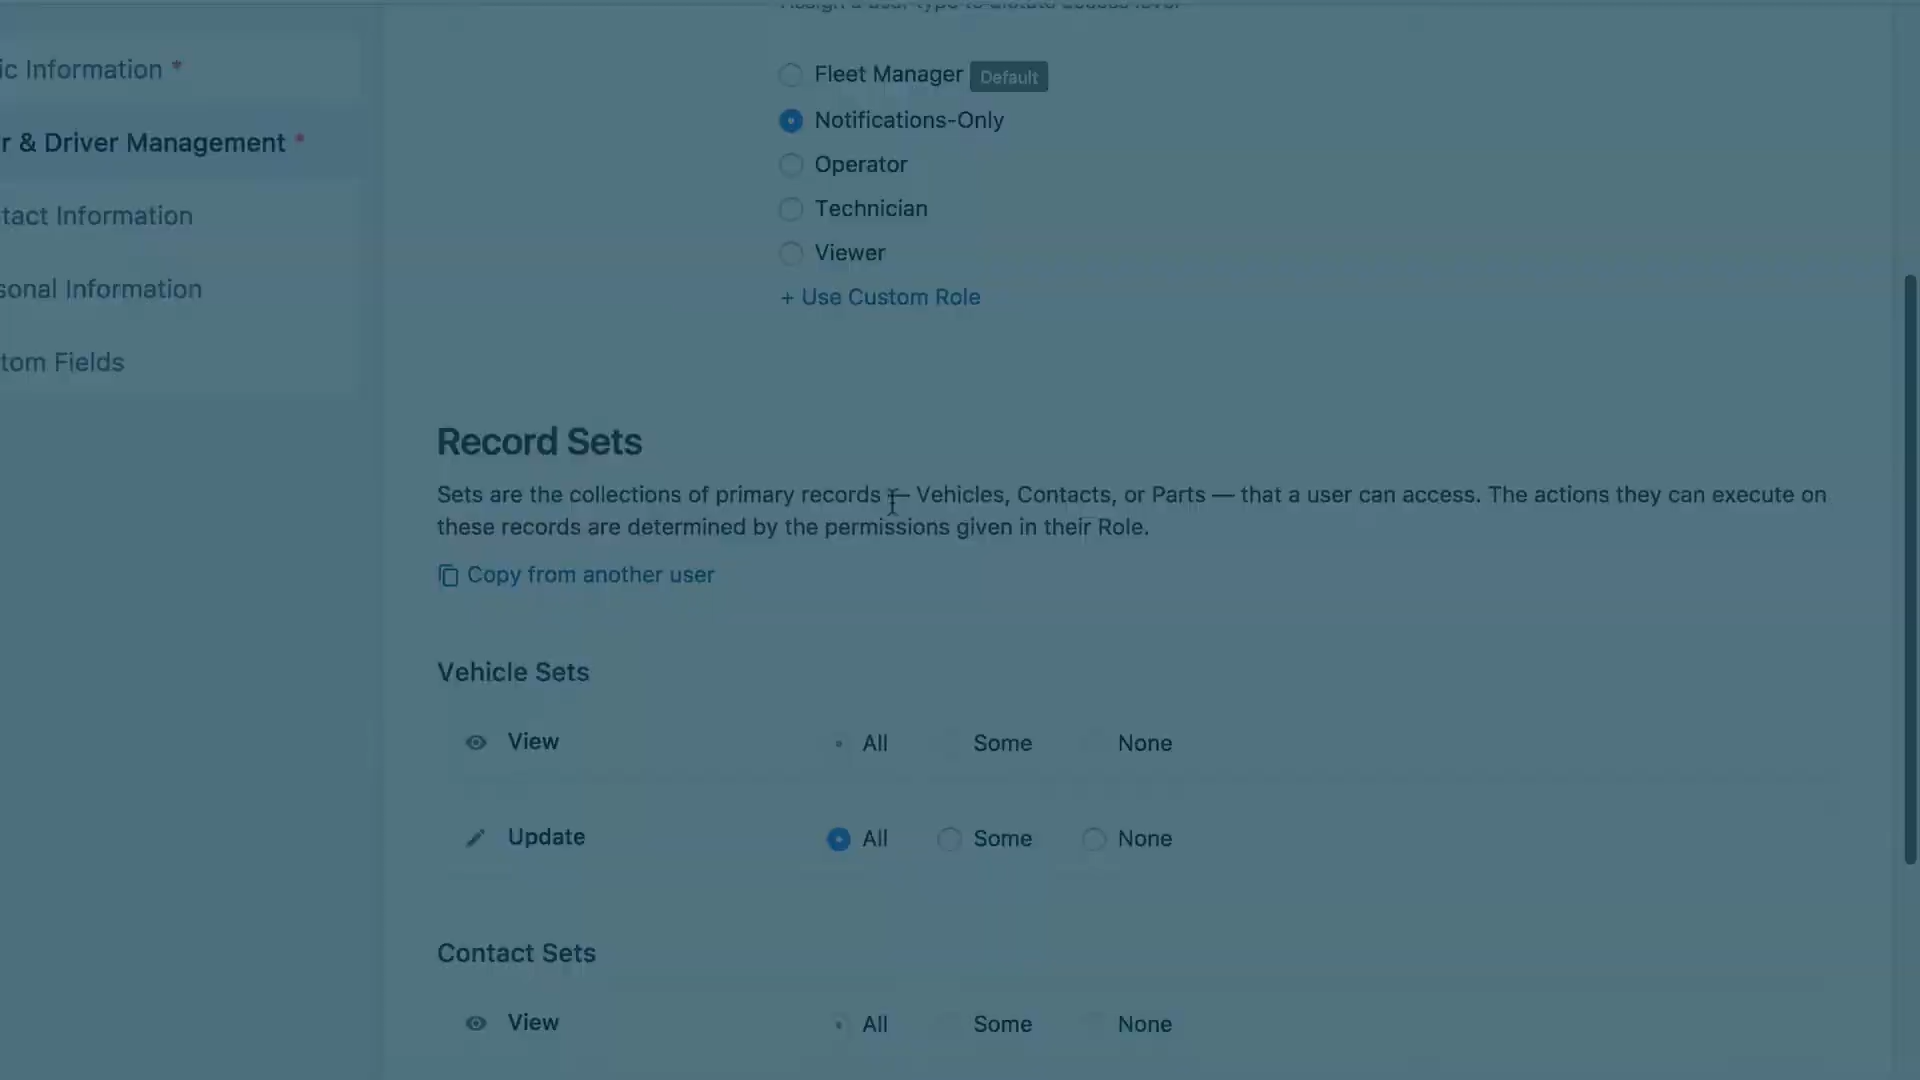 ic Information *
r & Driver Management *
tact Information
sonal Information
tom Fields
Fleet Manager Default
Notifications-Only
Operator
Technician
Viewer
+ Use Custom Role
Record Sets
Sets are the collections of primary records — Vehicles, Contacts, or Parts — that a user can access. The actions they can execute on
these records are determined by the permissions given in their Role.
Copy from another user
Vehicle Sets
View All Some None
Update All Some None
Contact Sets
View All Some None